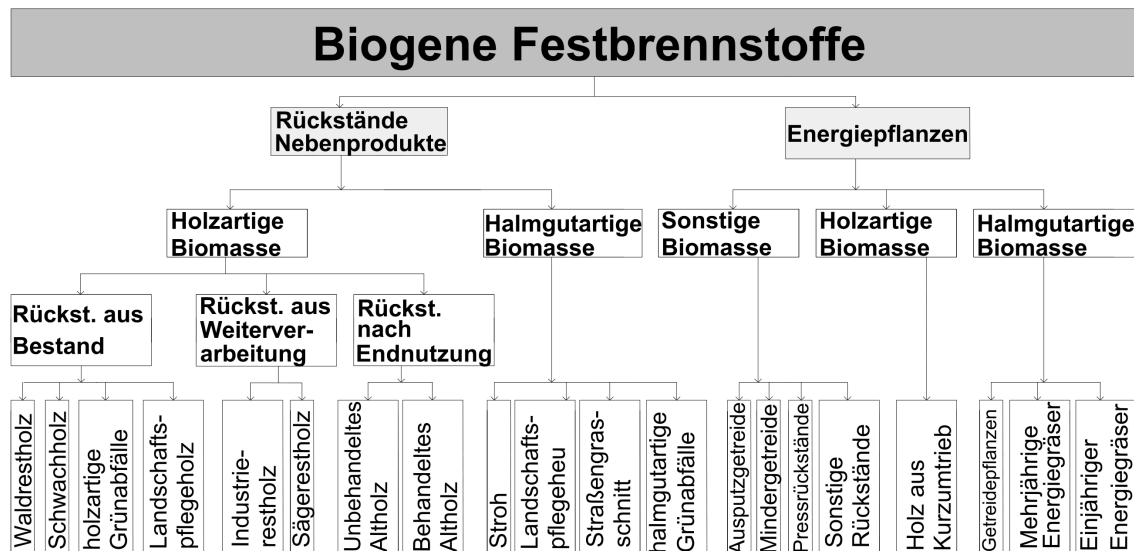 Biogene Festbrennstoffe
Rückstände
Nebenprodukte
Energiepflanzen
Holzartige
Biomasse
Halmgutartige
Biomasse
Sonstige
Biomasse
Holzartige
Biomasse
Halmgutartige
Biomasse
Rückst. aus
Bestand
Rückst. aus
Weiterver-
arbeitung
Rückst.
nach
Endnutzung
Waldrestholz
Schwachholz
holzartige
Grünabfälle
Landschafts-
pflegeholz
Industrie-
restholz
Sägerestholz
Unbehandeltes
Altholz
Behandeltes
Altholz
Stroh
Landschafts-
pflegeheu
Straßengras-
schnitt
halmgutartige
Grünabfälle
Ausputzgetreide
Mindergetreide
Pressrückstände
Sonstige
Rückstände
Holz aus
Kurzumtrieb
Getreidepflanzen
Mehrjährige
Energiegräser
Einjähriger
Energiegräser